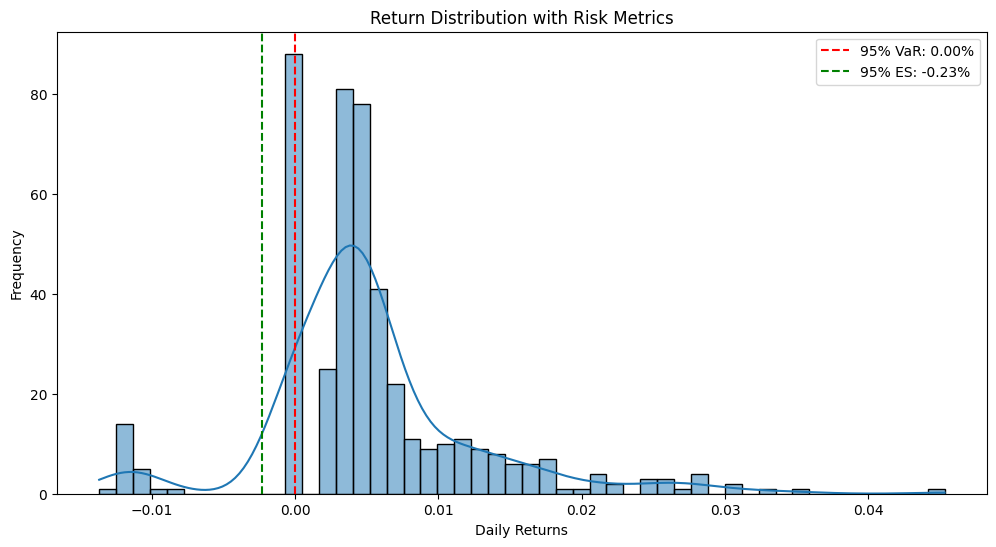 Return Distribution with Risk Metrics
95% VaR: 0.00%
95% ES: -0.23%
Frequency
80
60
40
20
0
−0.01 0.00 0.01 0.02 0.03 0.04
Daily Returns